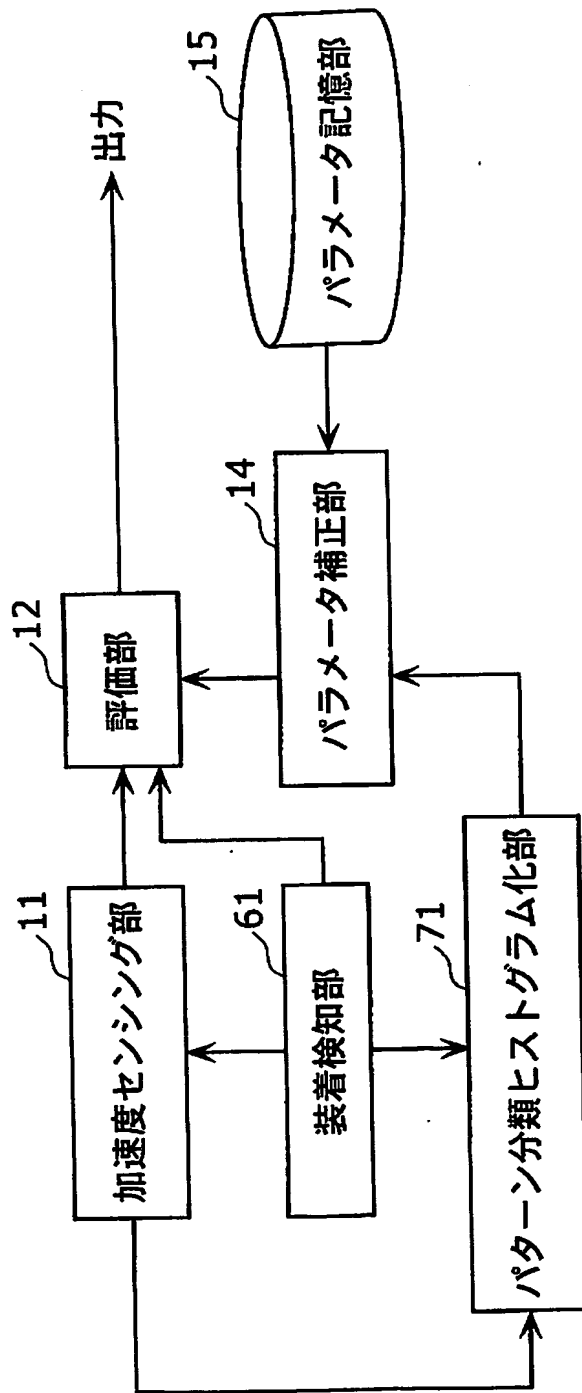 11
加速度センシング部
12
評価部
出力
61
装着検知部
14
パラメータ補正部
15
パラメータ記憶部
71
パターン分類ヒストグラム化部